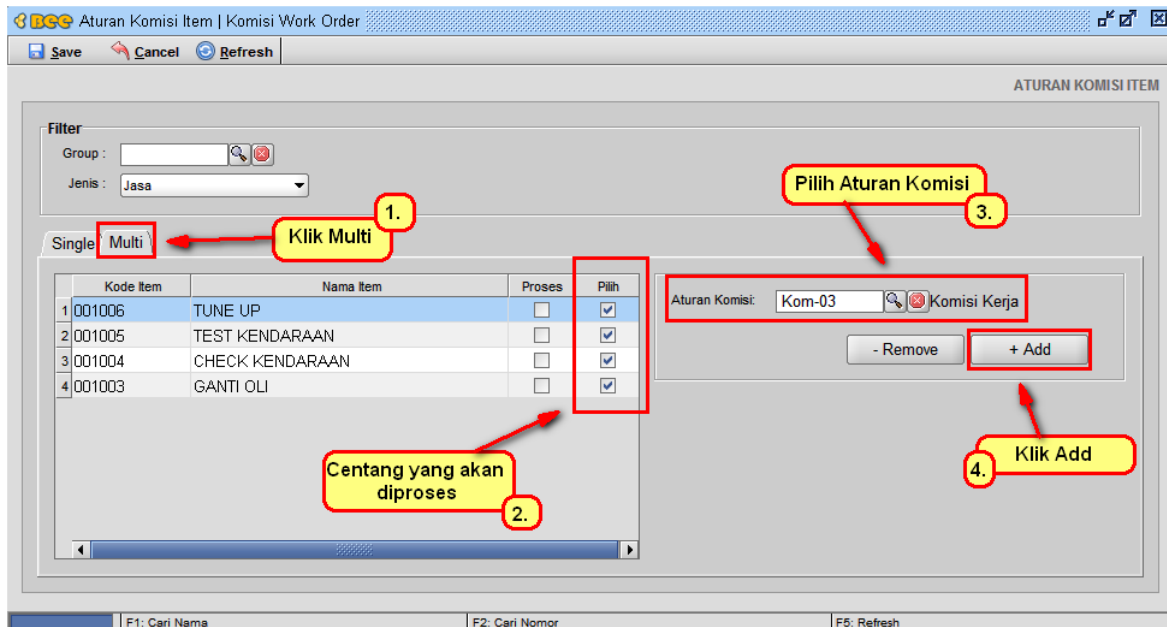 BEE Aturan Komisi Item | Komisi Work Order
Save Cancel Refresh
ATURAN KOMISI ITEM
Filter
Group :
Jenis : Jasa
Pilih Aturan Komisi
3.
1.
Klik Multi
Single Multi
Kode Item Nama Item Proses Pilih
1 001006 TUNE UP
2 001005 TEST KENDARAAN
3 001004 CHECK KENDARAAN
4 001003 GANTI OLI
Aturan Komisi: Kom-03 Komisi Kerja
- Remove + Add
Klik Add
4.
Centang yang akan
diproses
2.
F1: Cari Nama F2: Cari Nomor F5: Refresh